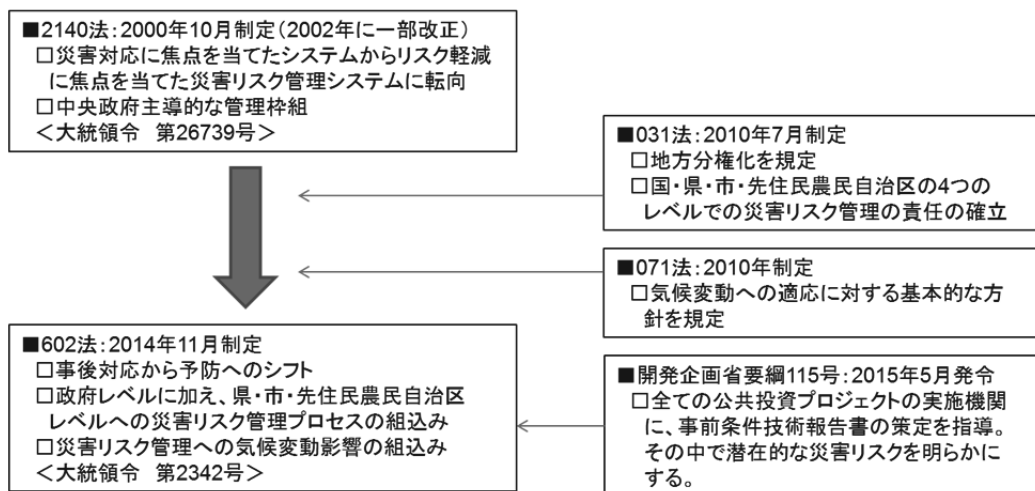 ■2140法：2000年10月制定（2002年に一部改正）
□災害対応に焦点を当てたシステムからリスク軽減
に焦点を当てた災害リスク管理システムに転向
□中央政府主導的な管理枠組
＜大統領令　第26739号＞
■031法：2010年7月制定
□地方分権化を規定
□国・県・市・先住民農民自治区の4つの
レベルでの災害リスク管理の責任の確立
■071法：2010年制定
□気候変動への適応に対する基本的な方
針を規定
■602法：2014年11月制定
□事後対応から予防へのシフト
□政府レベルに加え、県・市・先住民農民自治区
レベルへの災害リスク管理プロセスの組込み
□災害リスク管理への気候変動影響の組込み
＜大統領令　第2342号＞
■開発企画省要綱115号：2015年5月発令
□全ての公共投資プロジェクトの実施機関
に、事前条件技術報告書の策定を指導。
その中で潜在的な災害リスクを明らかに
する。